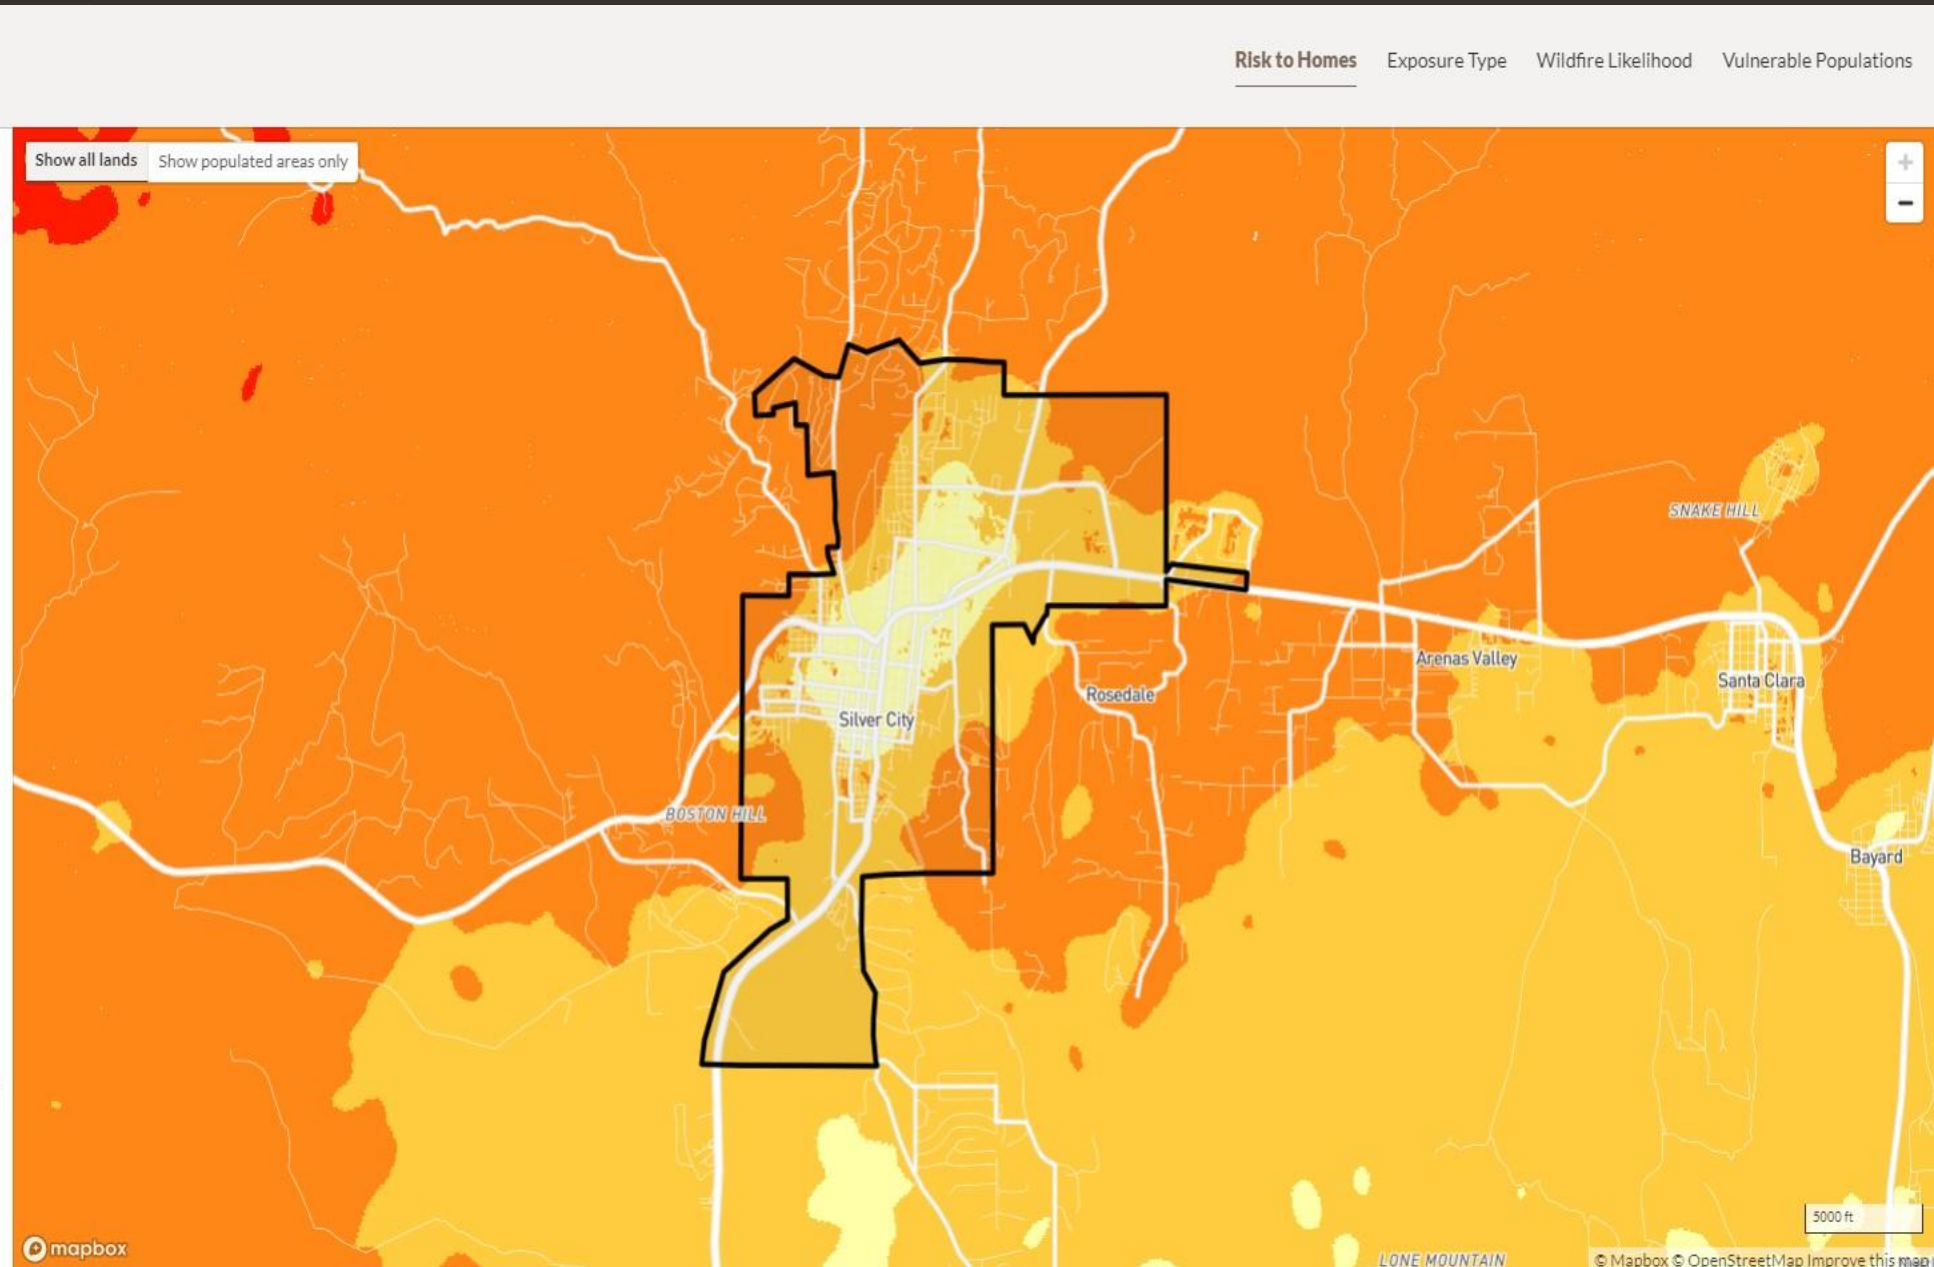 Risk to Homes Exposure Type Wildfire Likelihood Vulnerable Populations
Show all lands Show populated areas only
+
-
SNAKE HILL
Arenas Valley
Santa Clara
Rosedale
Silver City
BOSTON HILL
Bayard
5000 ft
mapbox
LONE MOUNTAIN
© Mapbox © OpenStreetMap Improve this map